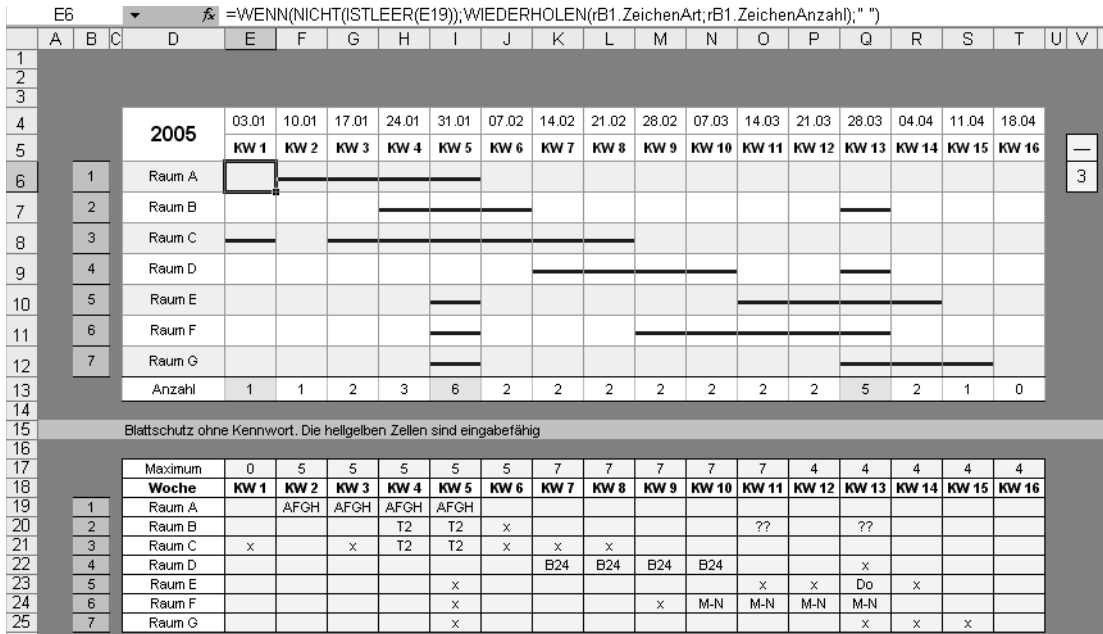 E6 fx =WENN(NICHT(ISTLEER(E19));WIEDERHOLEN(rB1.ZeichenArt;rB1.ZeichenAnzahl);" ")
A B C D E F G H I J K L M N O P Q R S T U V
1
2
3
4 2005 03.01 10.01 17.01 24.01 31.01 07.02 14.02 21.02 28.02 07.03 14.03 21.03 28.03 04.04 11.04 18.04
5 KW 1 KW 2 KW 3 KW 4 KW 5 KW 6 KW 7 KW 8 KW 9 KW 10 KW 11 KW 12 KW 13 KW 14 KW 15 KW 16 —
6 1 Raum A 3
7 2 Raum B
8 3 Raum C
9 4 Raum D
10 5 Raum E
11 6 Raum F
12 7 Raum G
13 Anzahl 1 1 2 3 6 2 2 2 2 2 2 2 5 2 1 0
14
15 Blattschutz ohne Kennwort. Die hellgelben Zellen sind eingabefähig
16
17 Maximum 0 5 5 5 5 5 7 7 7 7 7 4 4 4 4 4
18 Woche KW 1 KW 2 KW 3 KW 4 KW 5 KW 6 KW 7 KW 8 KW 9 KW 10 KW 11 KW 12 KW 13 KW 14 KW 15 KW 16
19 1 Raum A AFGH AFGH AFGH AFGH
20 2 Raum B T2 T2 x ?? ??
21 3 Raum C x x T2 T2 x x x
22 4 Raum D B24 B24 B24 B24 x
23 5 Raum E x x x Do x
24 6 Raum F x x M-N M-N M-N M-N
25 7 Raum G x x x x